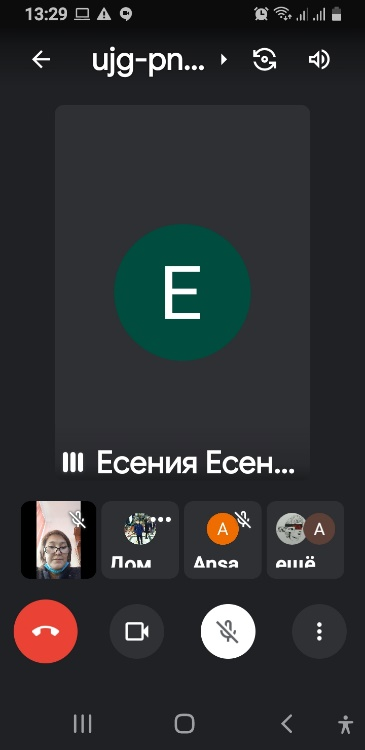 13:29
ujg-pn...
E
Есения Есен...
Дом
A
Ansa
A
ещё